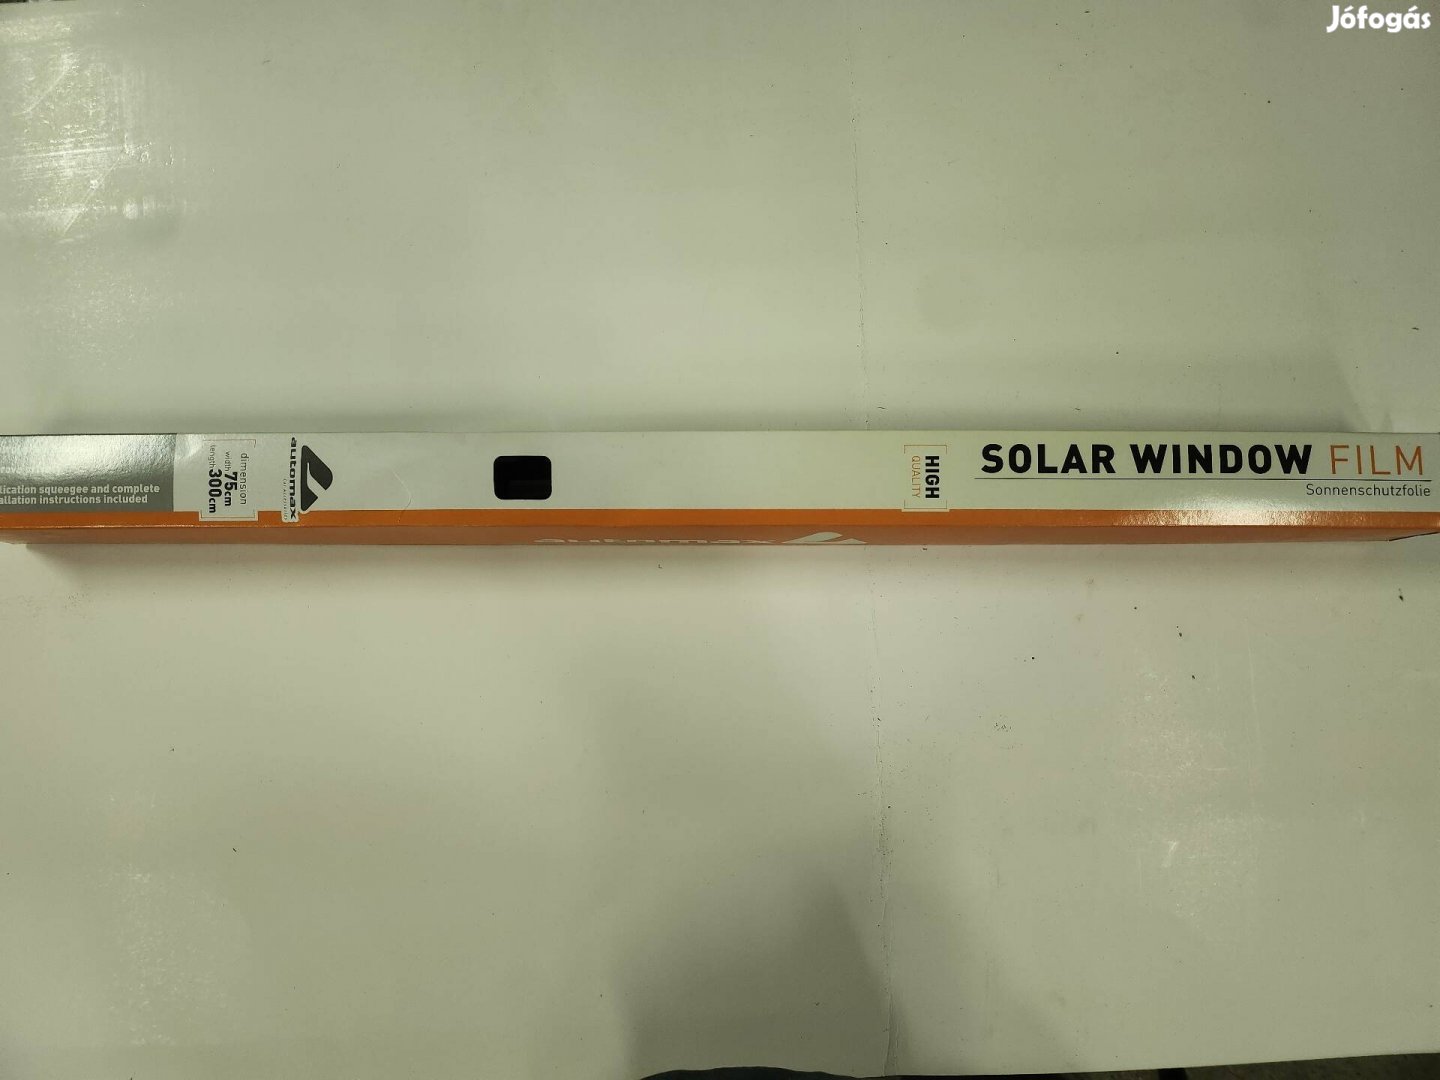 Jófogás
lication squeegee and complete
allation instructions included
dimension
width 75cm
length 300cm
automax
HIGH
QUALITY
SOLAR WINDOW FILM
Sonnenschutzfolie
automax